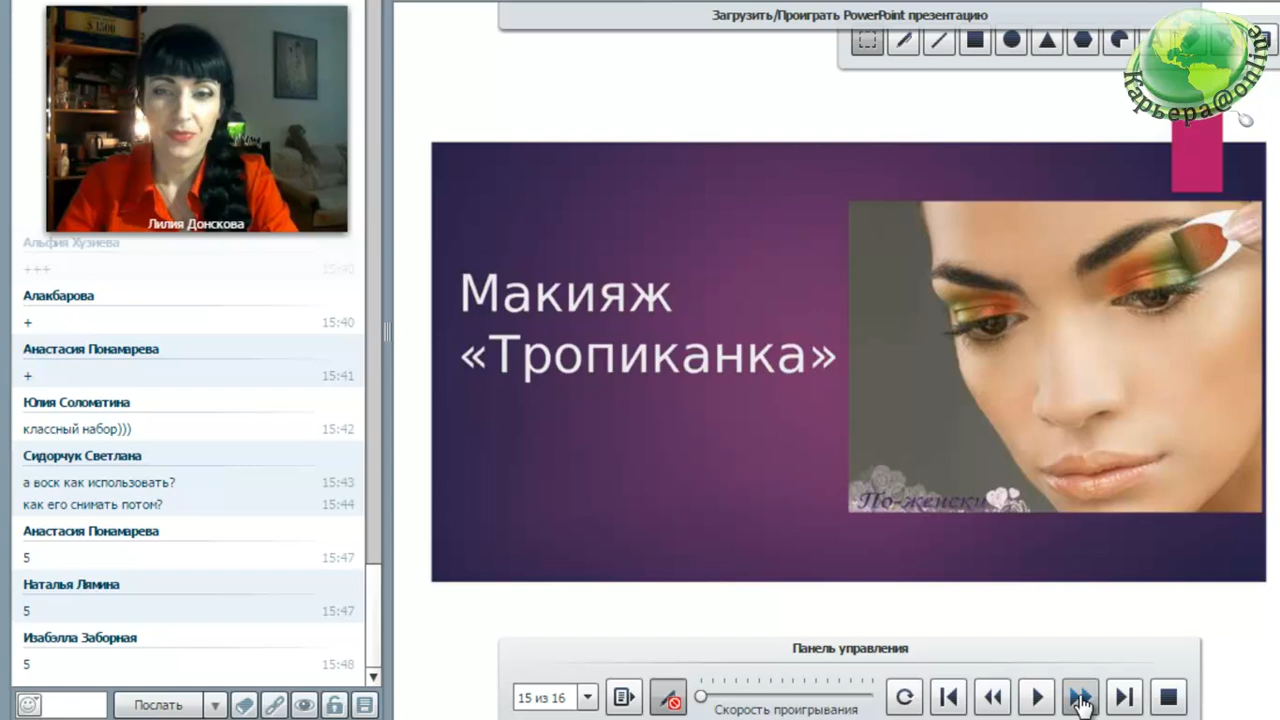 $ 1500
Лилия Донскова
Альфия Хузиева
+++ 15:40
Алакбарова
+ 15:40
Анастасия Понамарева
+ 15:41
Юлия Соломатина
классный набор))) 15:42
Сидорчук Светлана
а воск как использовать? 15:43
как его снимать потом? 15:44
Анастасия Понамарева
5 15:47
Наталья Лямина
5 15:47
Изабэлла Заборная
5 15:48
Послать
Загрузить/Проиграть PowerPoint презентацию
Карьера@online
Макияж
«Тропиканка»
По-женски
Панель управления
15 из 16
Скорость проигрывания